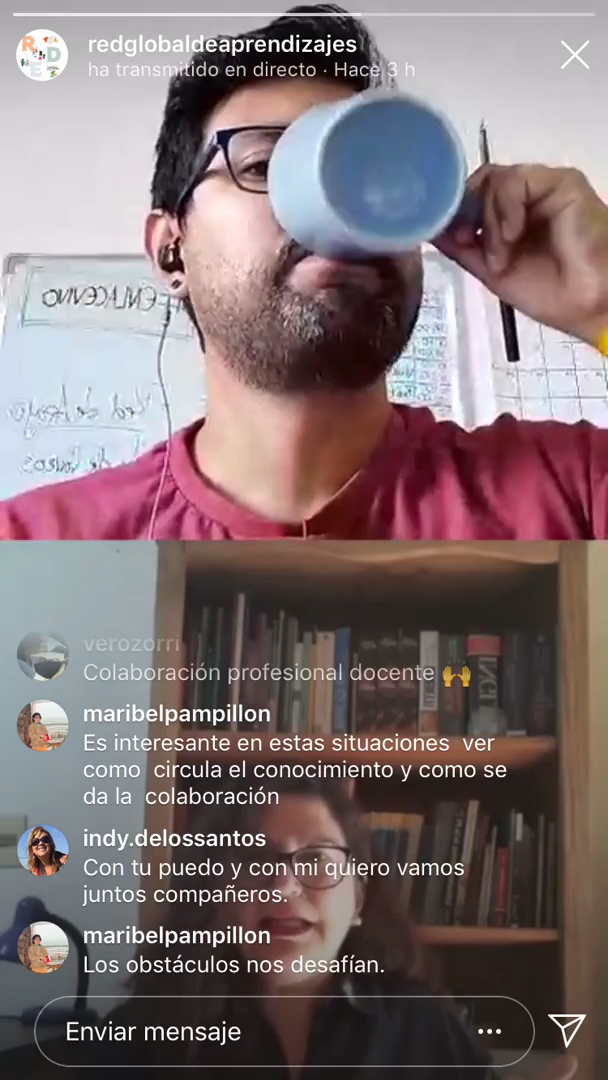 redglobaldeaprendizajes
ha transmitido en directo · Hace 3 h
verozorri
Colaboración profesional docente 🙌
maribelpampillon
Es interesante en estas situaciones ver
como circula el conocimiento y como se
da la colaboración
indy.delossantos
Con tu puedo y con mi quiero vamos
juntos compañeros.
maribelpampillon
Los obstáculos nos desafían.
Enviar mensaje